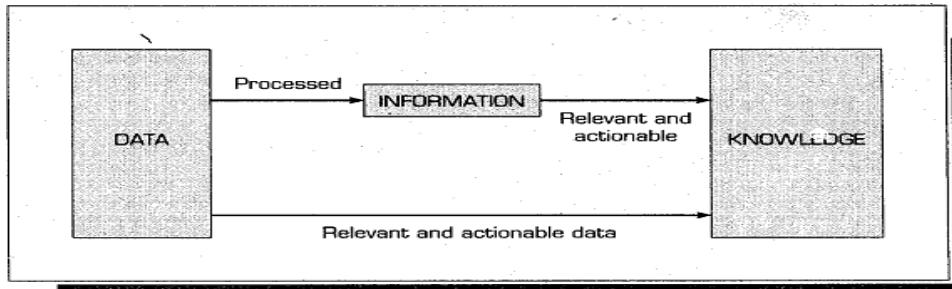 Processed
INFORMATION
Relevant and
actionable
DATA
KNOWLEDGE
Relevant and actionable data